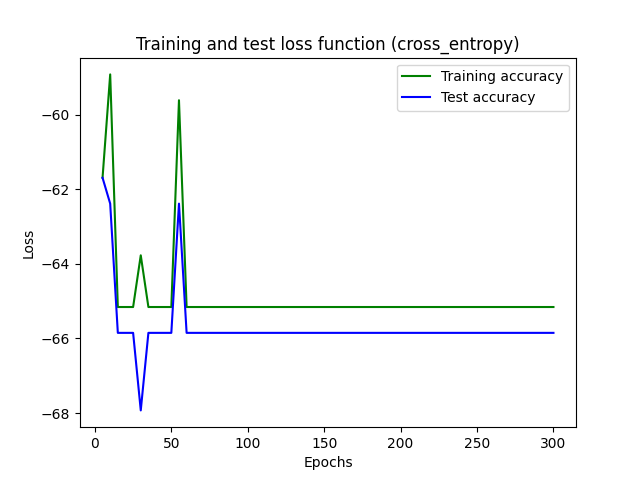 Training and test loss function (cross_entropy)
Training accuracy
Test accuracy
Loss
−60
−62
−64
−66
−68
0 50 100 150 200 250 300
Epochs